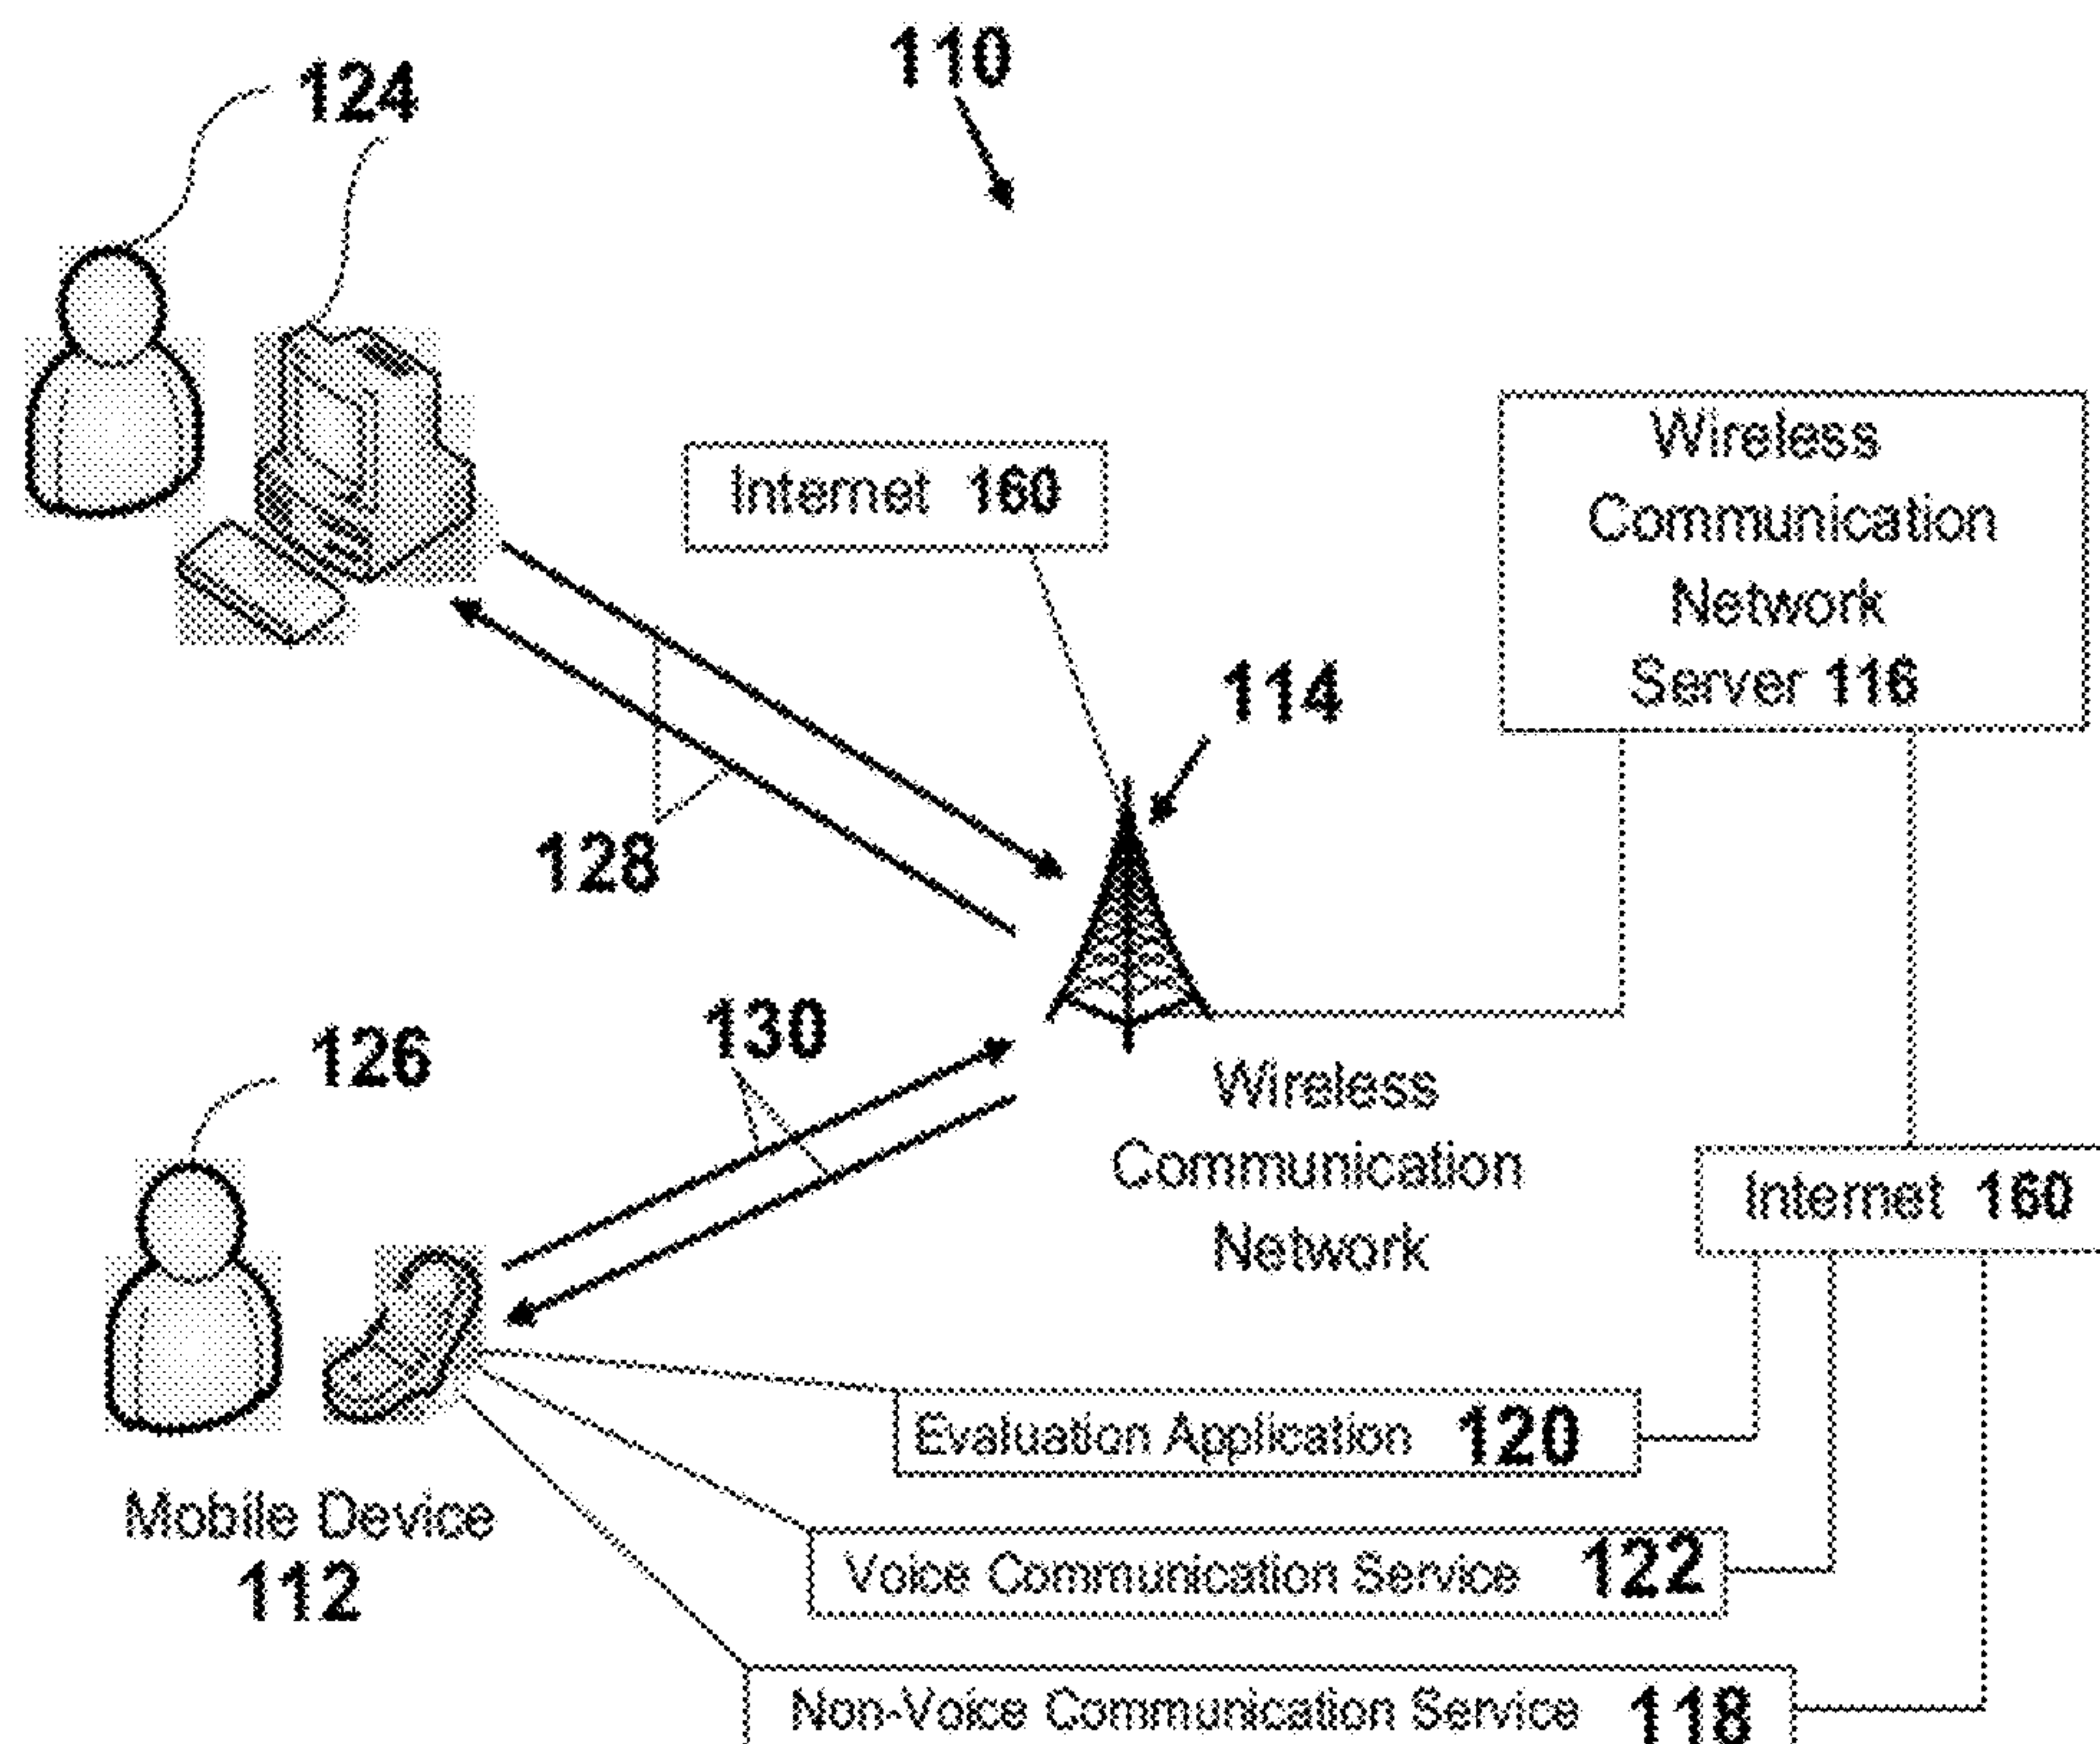 110
124
Internet 160
Wireless
Communication
Network
Server 116
114
128
130
126
Wireless
Communication
Network
Internet 160
Evaluation Application 120
Mobile Device
112
Voice Communication Service 122
Non-Voice Communication Service 118